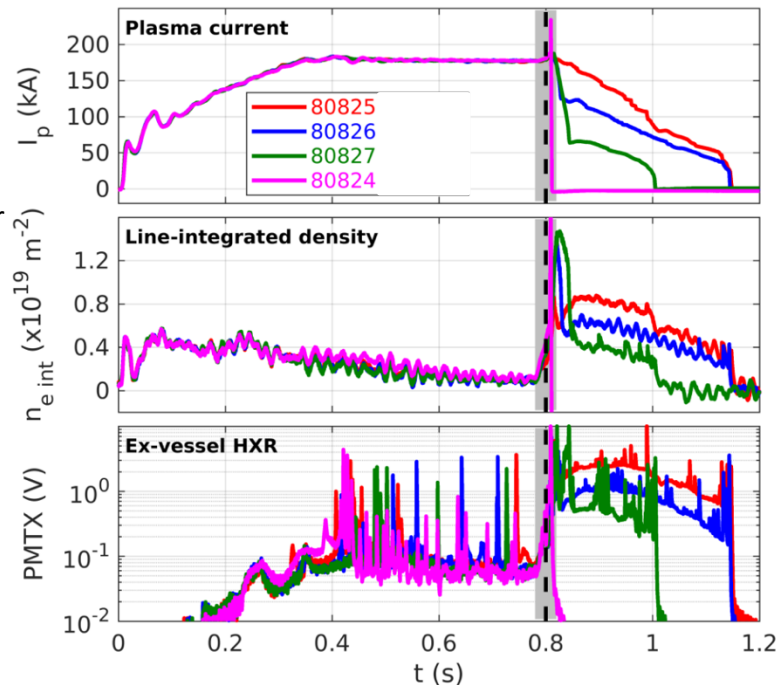 Plasma current
I_p (kA)
200
150
100
50
0
80825
80826
80827
80824
Line-integrated density
n_e int (x10^19 m^-2)
1.2
0.8
0.4
0
Ex-vessel HXR
PMTX (V)
10^0
10^-1
10^-2
0 0.2 0.4 0.6 0.8 1 1.2
t (s)